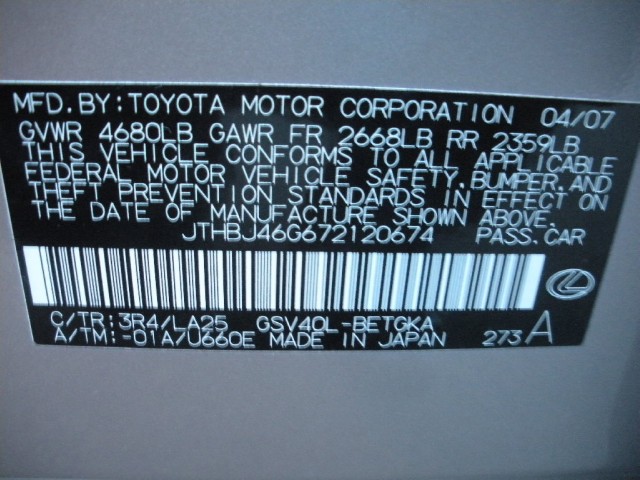 MFD. BY: TOYOTA MOTOR CORPORATION 04/07
GVWR 4680LB GAWR FR 2668LB RR 2359LB
THIS VEHICLE CONFORMS TO ALL APPLICABLE
FEDERAL MOTOR VEHICLE SAFETY, BUMPER, AND
THEFT PREVENTION STANDARDS IN EFFECT ON
THE DATE OF MANUFACTURE SHOWN ABOVE.
JTHBJ46G672120674 PASS. CAR
C/TR: 3R4/LA25 GSV40L-BETGKA
A/TM: -01A/U660E MADE IN JAPAN 273 A